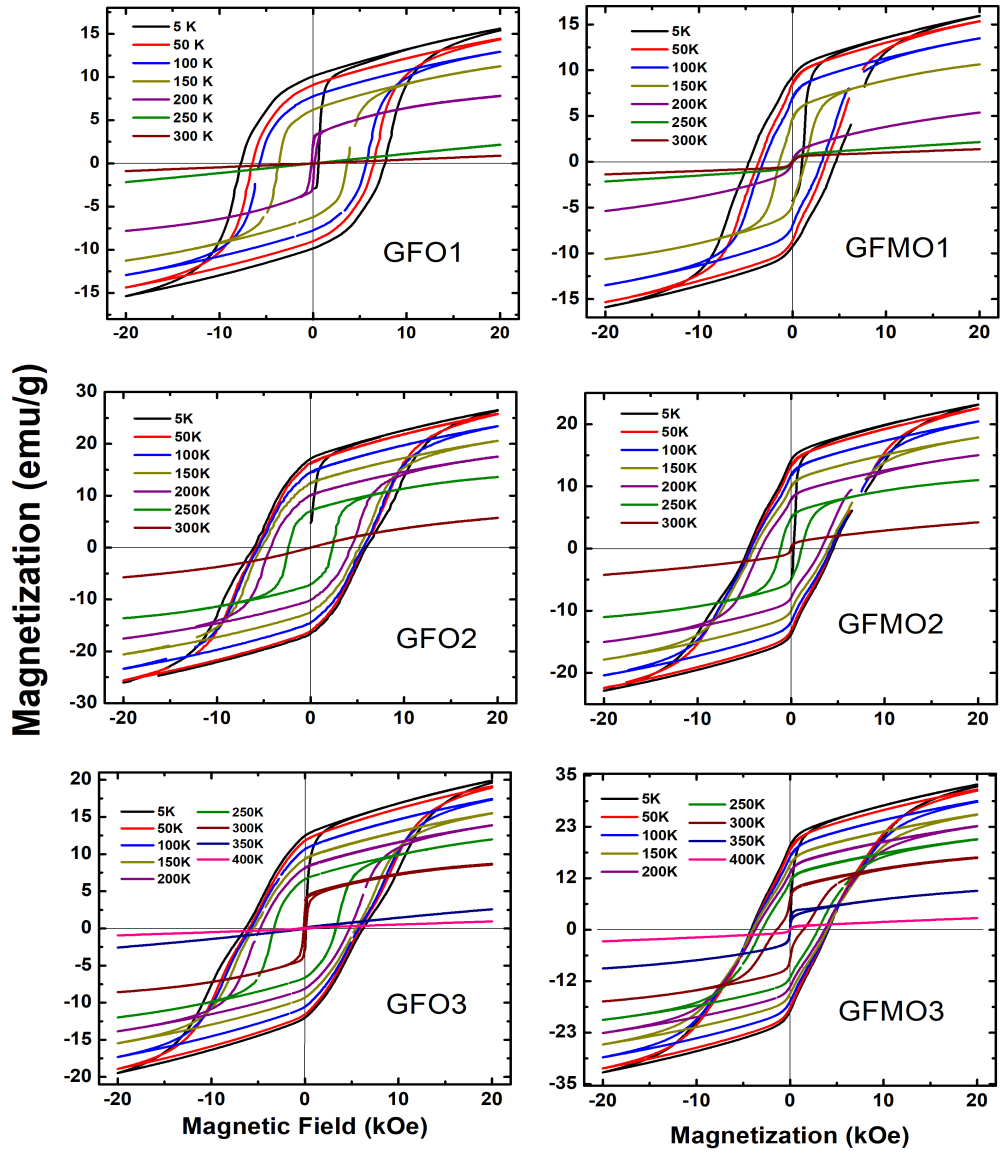 Magnetization (emu/g)
15
10
5
0
-5
-10
-15
-20
-10
0
10
20
5 K
50 K
100 K
150 K
200 K
250 K
300 K
GFO1
15
10
5
0
-5
-10
-15
-20
-10
0
10
20
5K
50K
100K
150K
200K
250K
300K
GFMO1
30
20
10
0
-10
-20
-30
-20
-10
0
10
20
5K
50K
100K
150K
200K
250K
300K
GFO2
20
10
0
-10
-20
-20
-10
0
10
20
5K
50K
100K
150K
200K
250K
300K
GFMO2
20
15
10
5
0
-5
-10
-15
-20
-20
-10
0
10
20
5K
50K
100K
150K
200K
250K
300K
350K
400K
GFO3
Magnetic Field (kOe)
35
23
12
0
-12
-23
-35
-20
-10
0
10
20
5K
50K
100K
150K
200K
250K
300K
350K
400K
GFMO3
Magnetization (kOe)